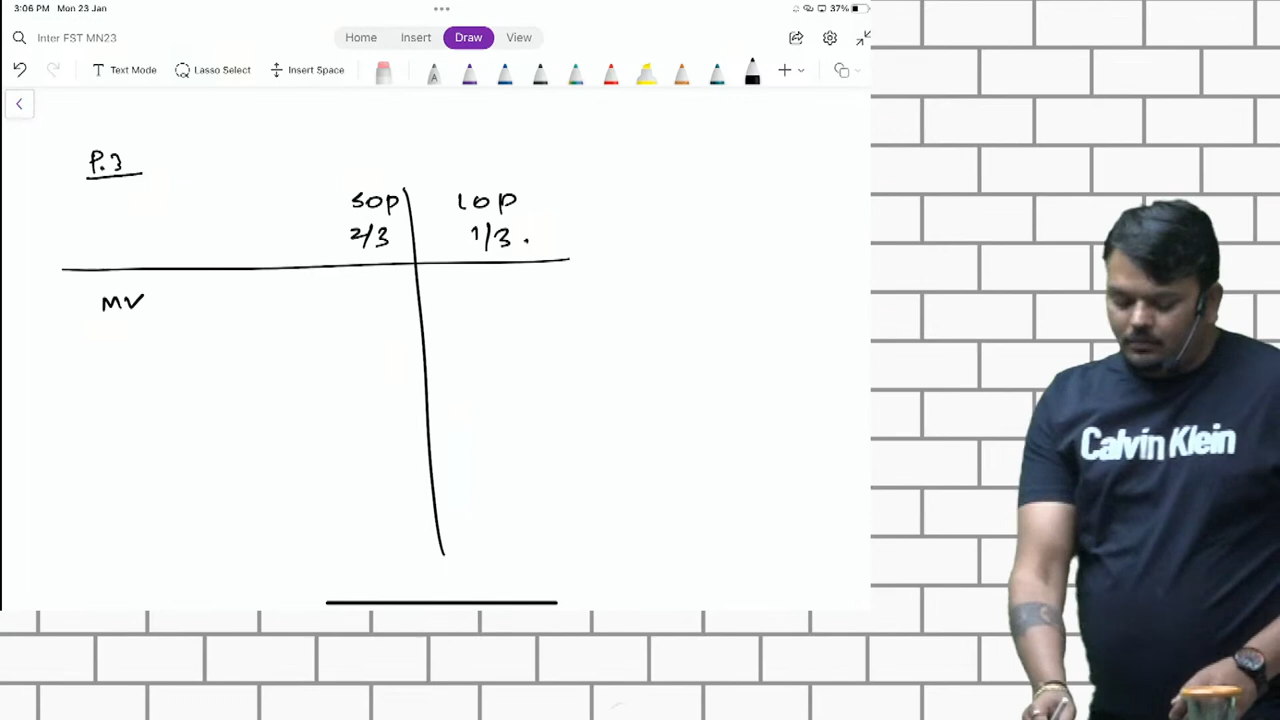 3:06 PM Mon 23 Jan
37%
Inter FST MN23
Home Insert Draw View
Text Mode Lasso Select Insert Space
A
P.3
SOP LOP
2/3 1/3.
MV
Calvin Klein